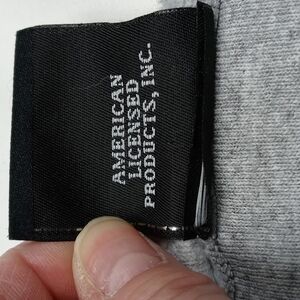 AMERICAN
LICENSED
PRODUCTS, INC.